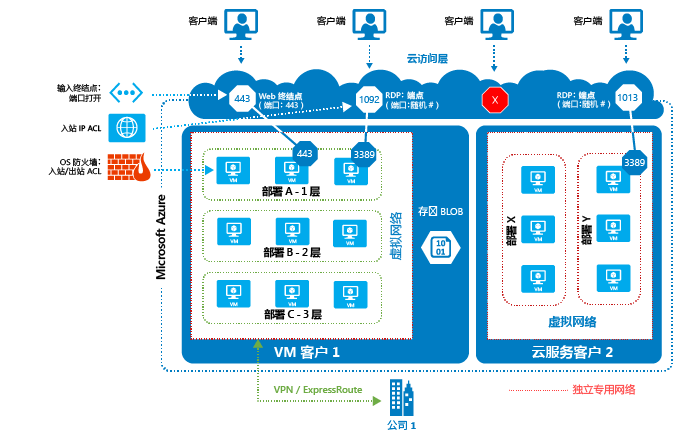 客户端
客户端
客户端
客户端
云访问层
输入终结点:
端口打开
443
Web 终结点
( 端口: 443 )
1092
RDP: 端点
( 端口:随机 # )
X
RDP: 端点
( 端口:随机 # )
1013
入站 IP ACL
OS 防火墙:
入站/出站 ACL
443
3389
3389
VM
VM
VM
部署 A - 1 层
VM
VM
VM
部署 B - 2 层
VM
VM
VM
部署 C - 3 层
虚拟网络
存 BLOB
10
01
部署 X
VM
VM
VM
部署 Y
VM
VM
VM
虚拟网络
Microsoft Azure
VM 客户 1
云服务客户 2
VPN / ExpressRoute
独立专用网络
公司 1